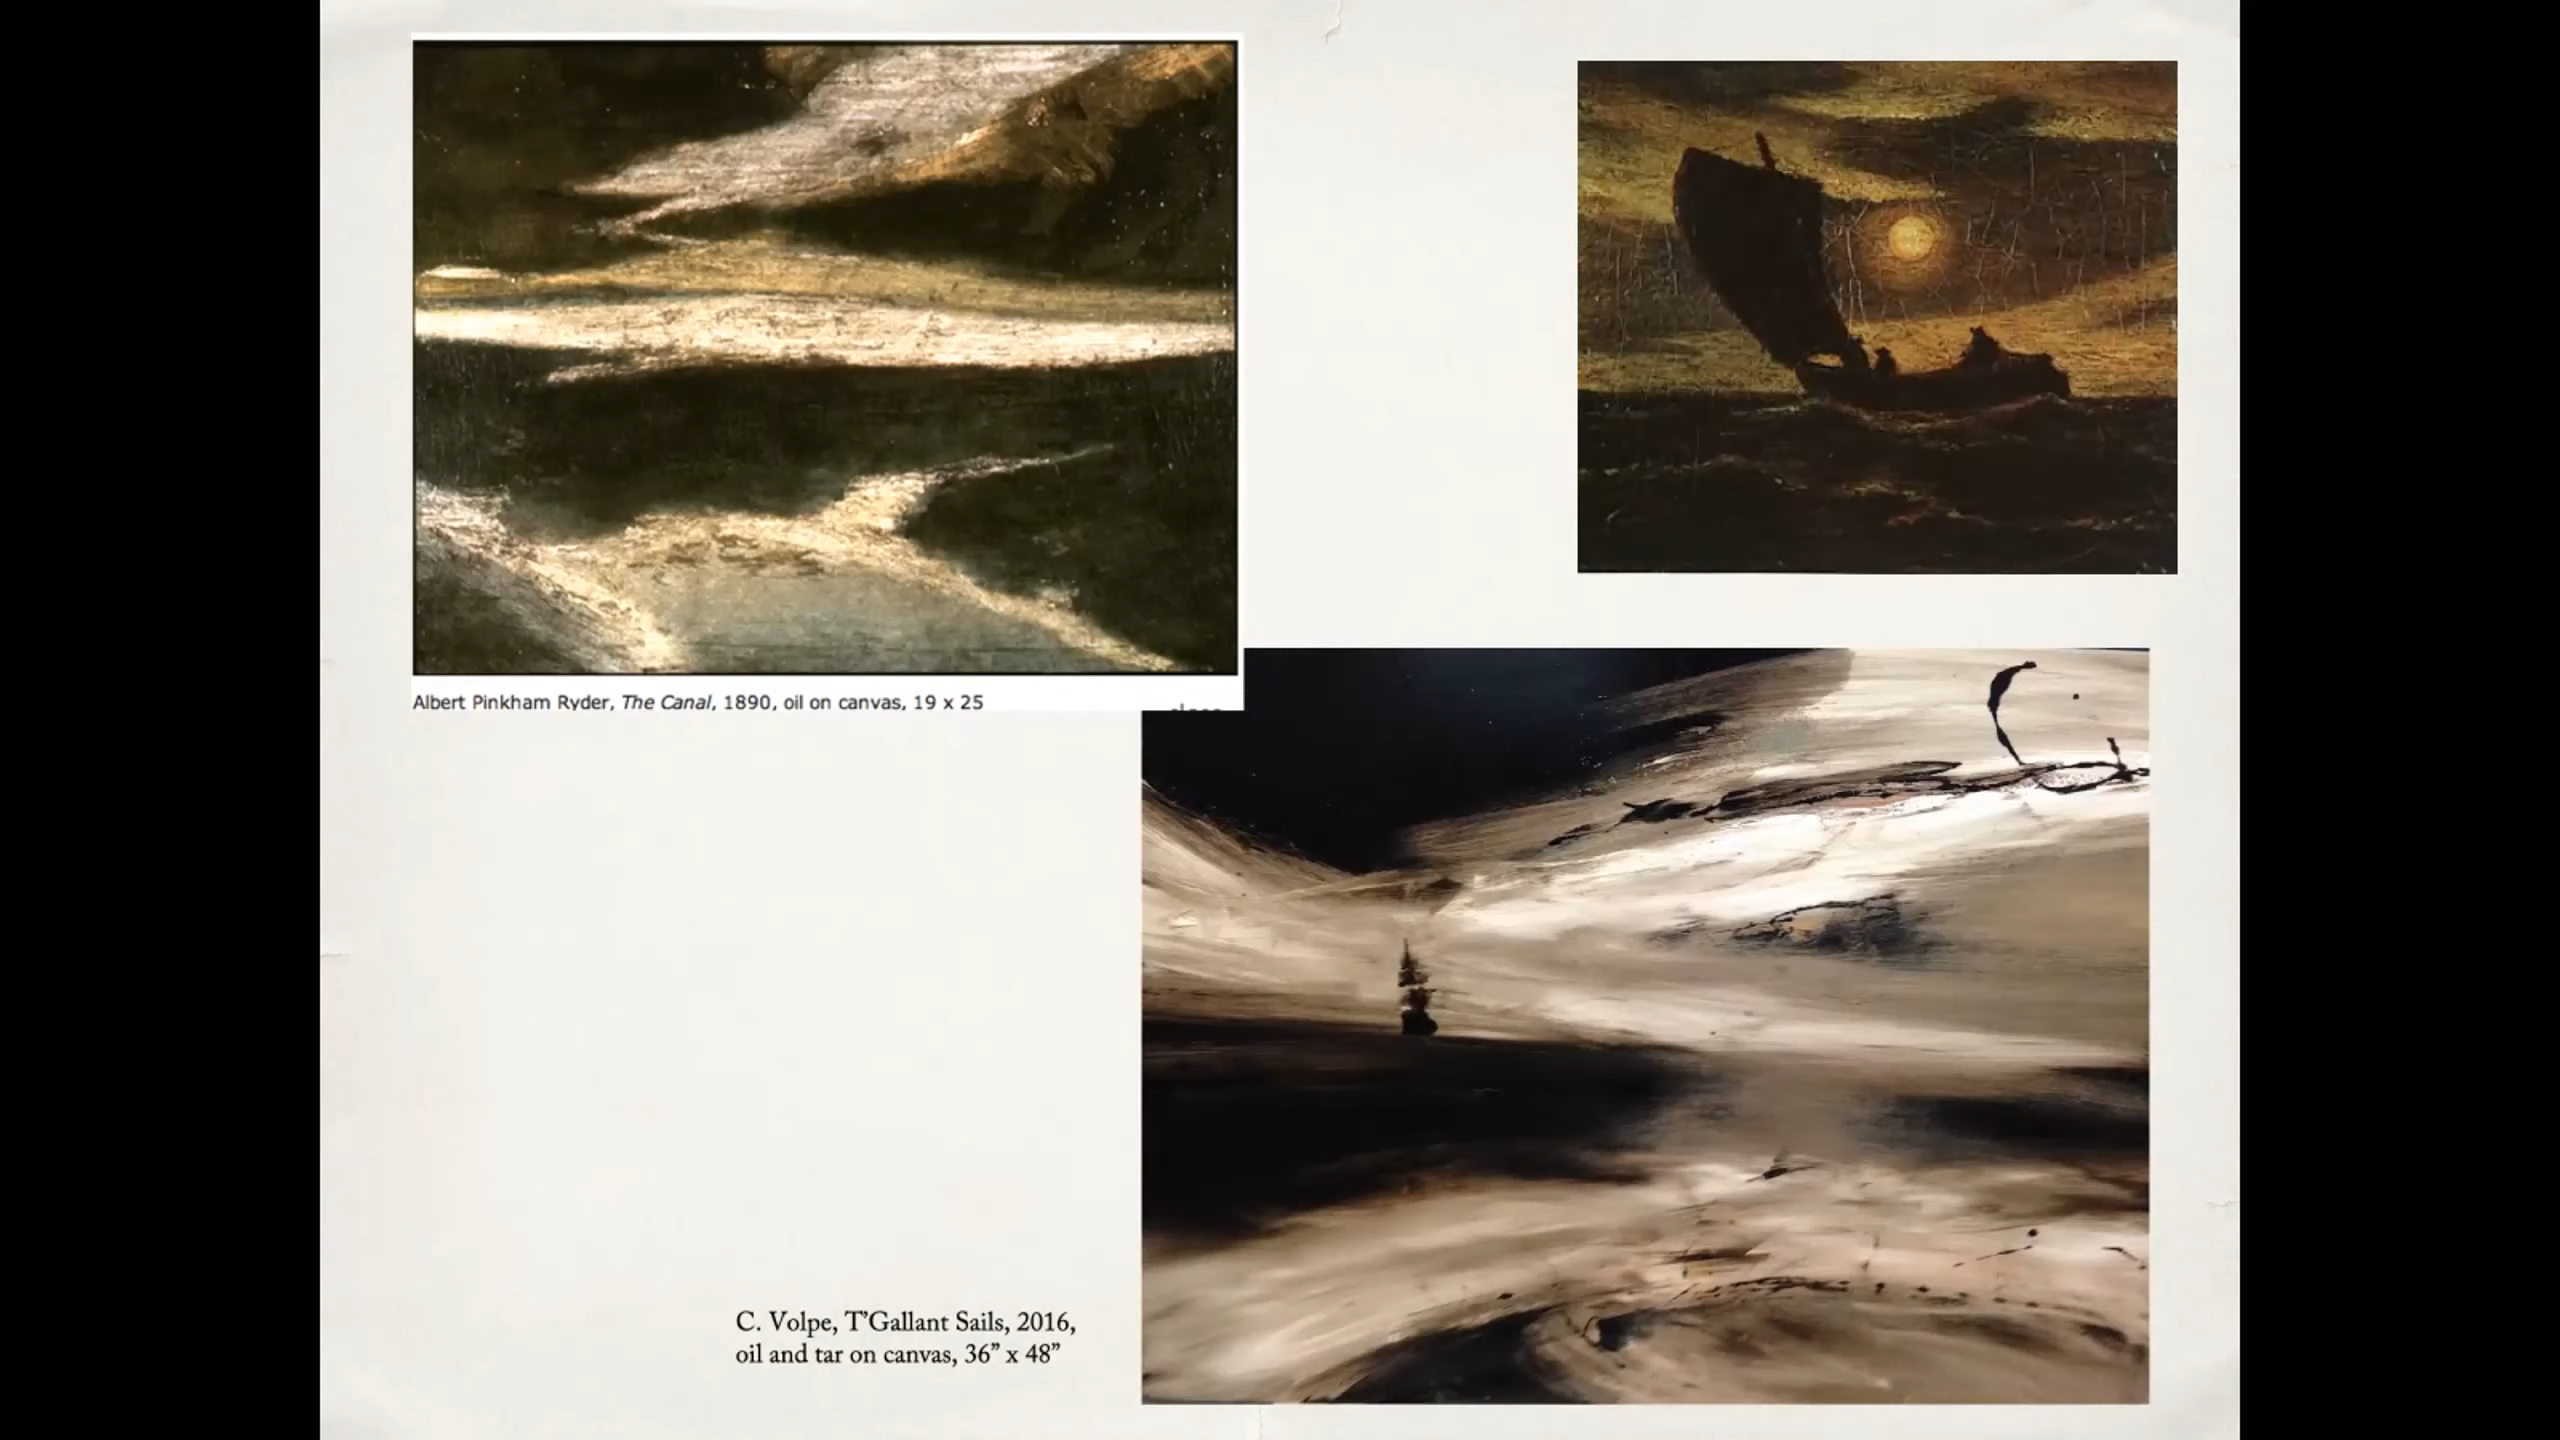 Albert Pinkham Ryder, The Canal, 1890, oil on canvas, 19 x 25
C. Volpe, T’Gallant Sails, 2016,
oil and tar on canvas, 36” x 48”